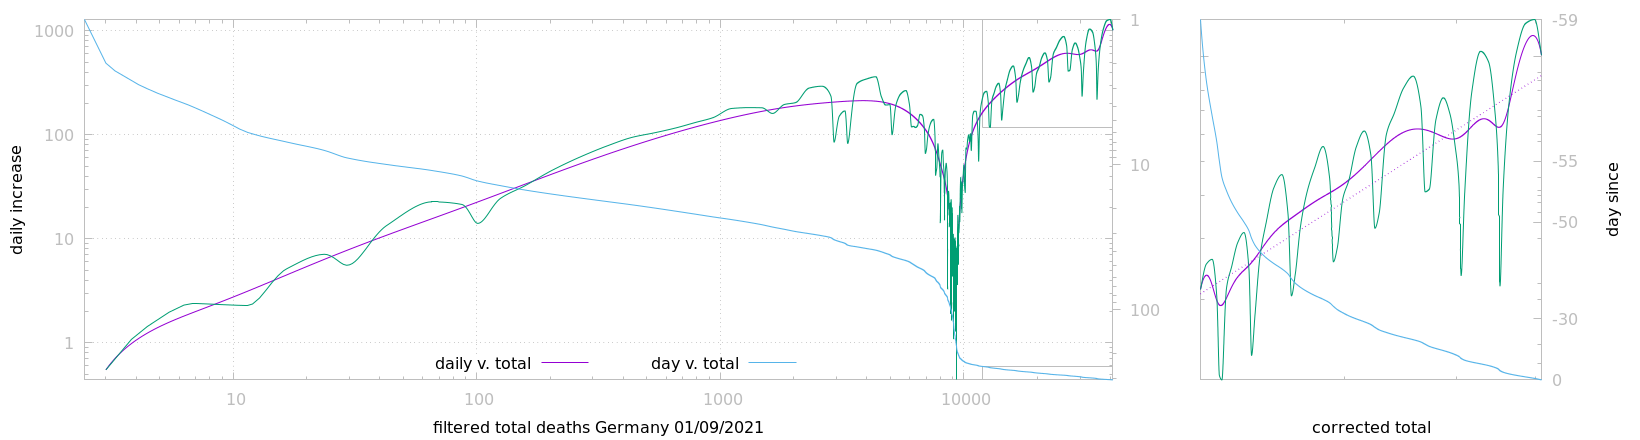 1000
100
10
1
daily increase
10
100
1000
10000
filtered total deaths Germany 01/09/2021
daily v. total
day v. total
1
10
100
-59
-55
-50
-30
0
day since
corrected total